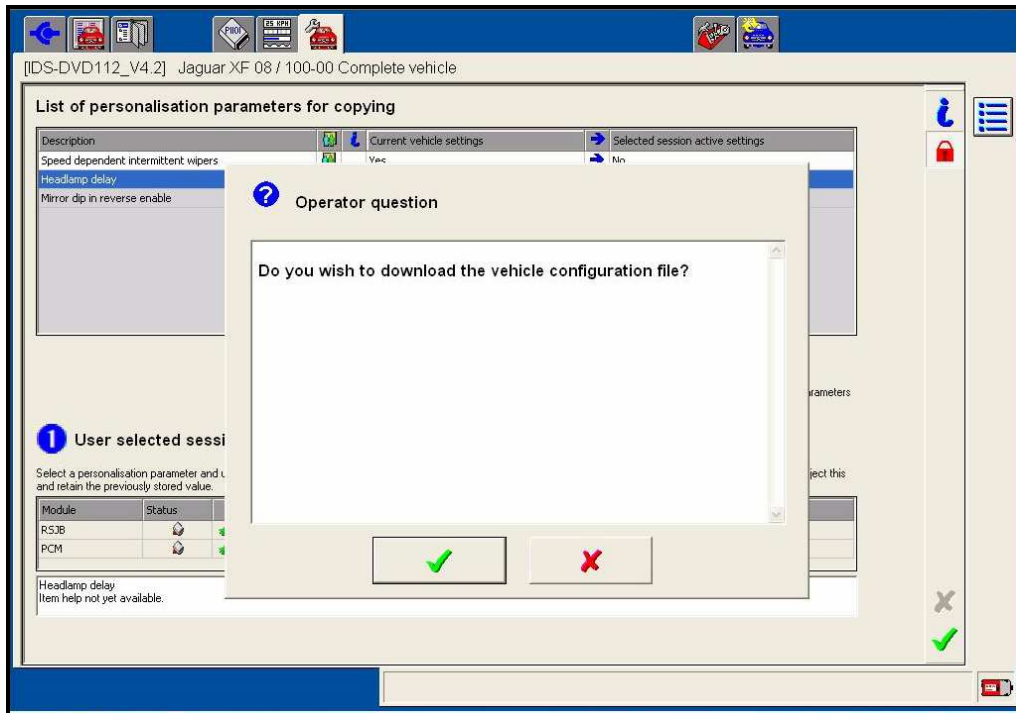 PILOT
25 KPH
[IDS-DVD112_V4.2] Jaguar XF 08 / 100-00 Complete vehicle
List of personalisation parameters for copying
Description Current vehicle settings Selected session active settings
Speed dependent intermittent wipers Yes No
Headlamp delay
Mirror dip in reverse enable
Operator question
Do you wish to download the vehicle configuration file?
rameters
1 User selected sessi
Select a personalisation parameter and u ject this
and retain the previously stored value.
Module Status
RSJB
PCM
Headlamp delay
Item help not yet available.